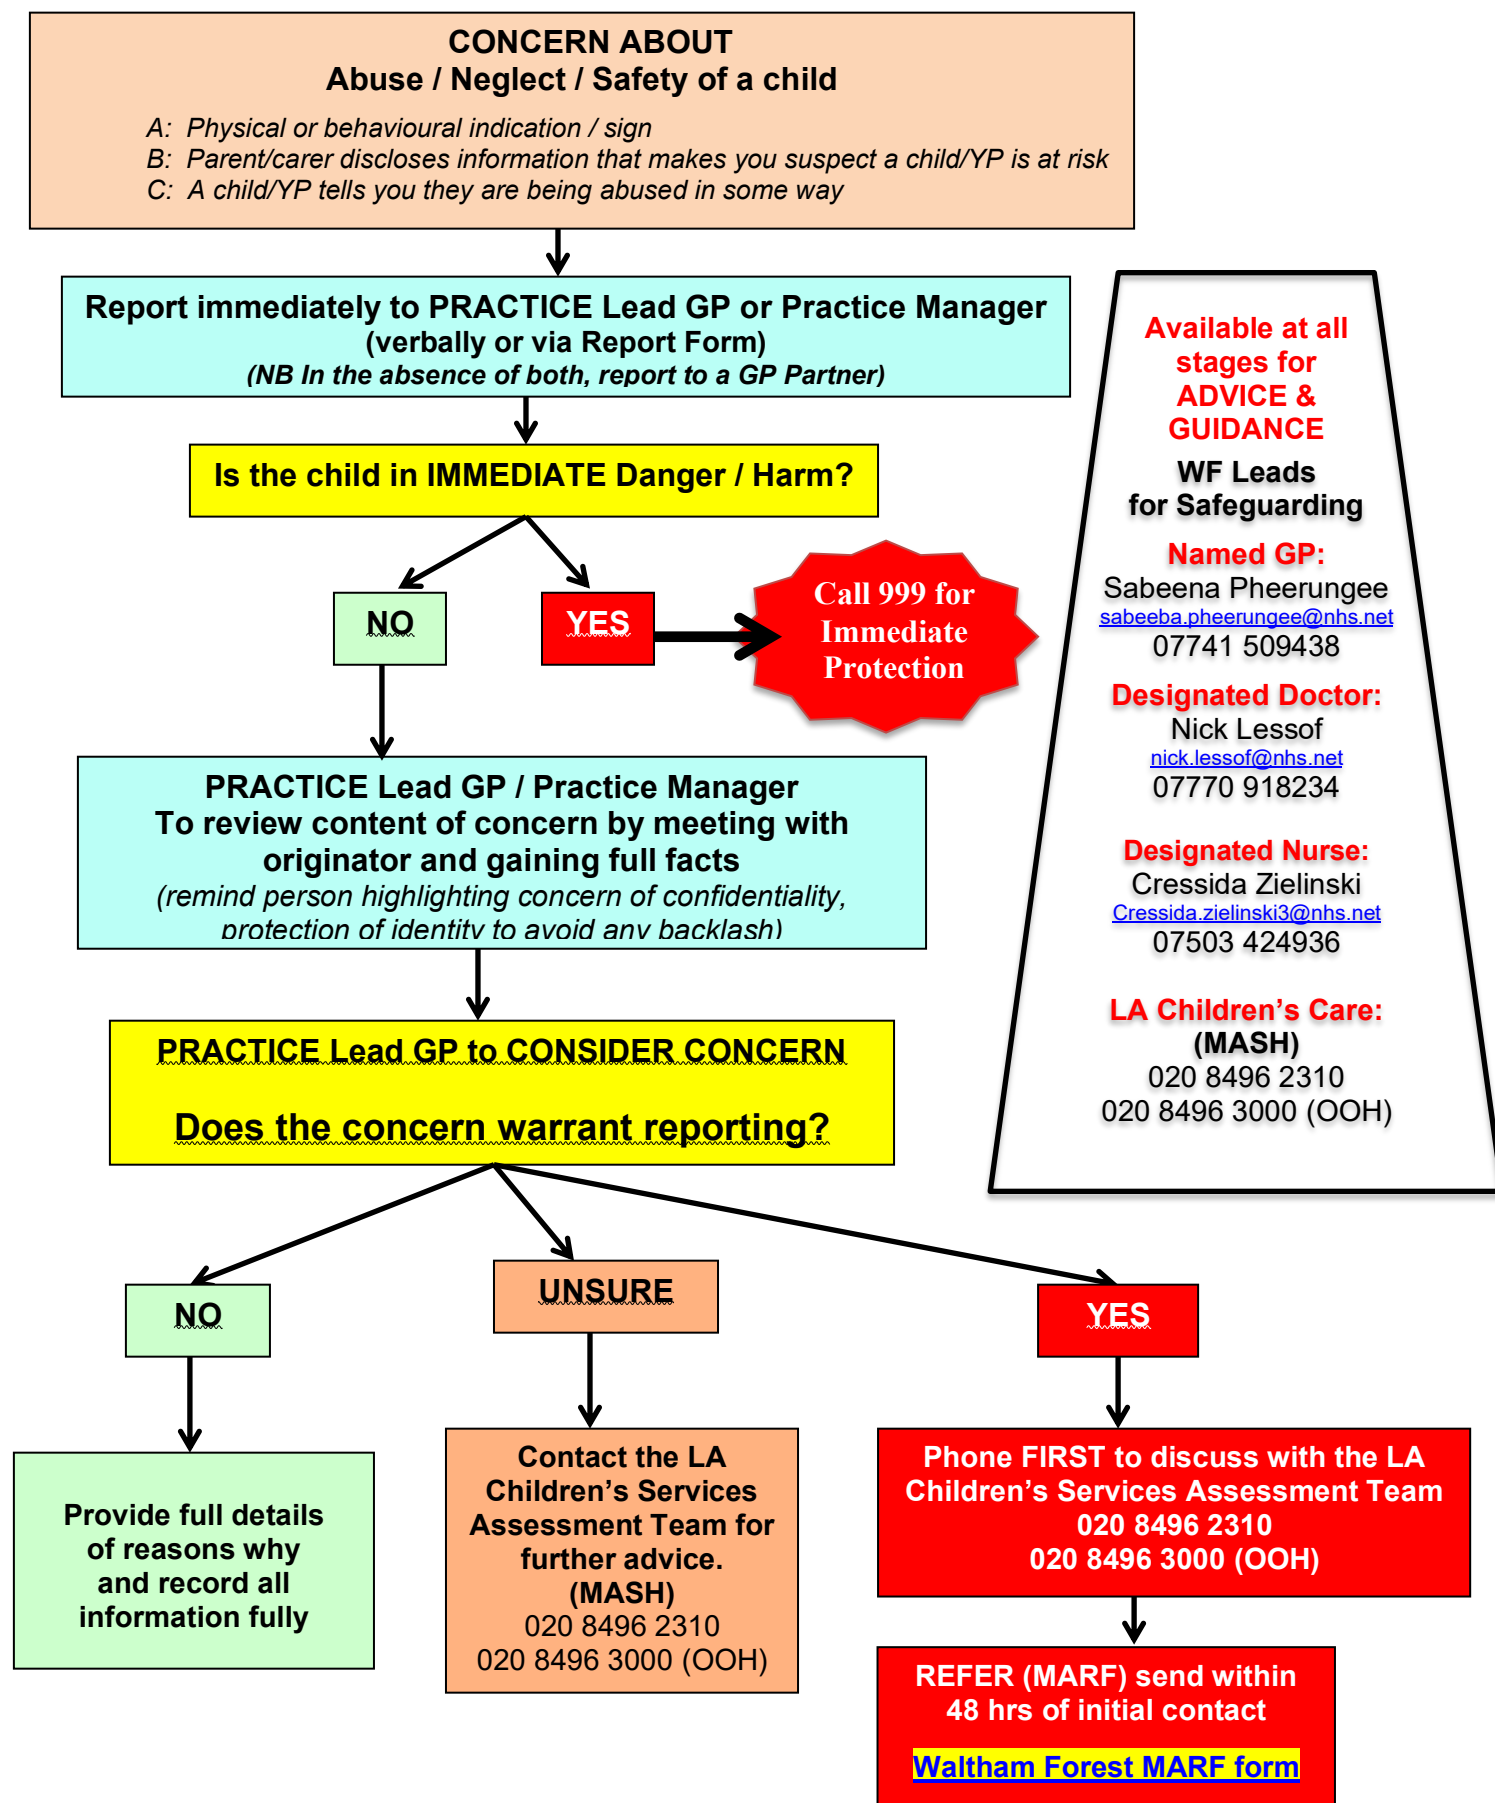 CONCERN ABOUT
Abuse / Neglect / Safety of a child
A: Physical or behavioural indication / sign
B: Parent/carer discloses information that makes you suspect a child/YP is at risk
C: A child/YP tells you they are being abused in some way
Report immediately to PRACTICE Lead GP or Practice Manager
(verbally or via Report Form)
(NB In the absence of both, report to a GP Partner)
Is the child in IMMEDIATE Danger / Harm?
NO
YES
Call 999 for
Immediate
Protection
PRACTICE Lead GP / Practice Manager
To review content of concern by meeting with
originator and gaining full facts
(remind person highlighting concern of confidentiality,
protection of identity to avoid any backlash)
PRACTICE Lead GP to CONSIDER CONCERN
Does the concern warrant reporting?
Available at all
stages for
ADVICE &
GUIDANCE
WF Leads
for Safeguarding
Named GP:
Sabeena Pheerungee
sabeeba.pheerungee@nhs.net
07741 509438
Designated Doctor:
Nick Lessof
nick.lessof@nhs.net
07770 918234
Designated Nurse:
Cressida Zielinski
Cressida.zielinski3@nhs.net
07503 424936
LA Children’s Care:
(MASH)
020 8496 2310
020 8496 3000 (OOH)
NO
UNSURE
YES
Provide full details
of reasons why
and record all
information fully
Contact the LA
Children’s Services
Assessment Team for
further advice.
(MASH)
020 8496 2310
020 8496 3000 (OOH)
Phone FIRST to discuss with the LA
Children’s Services Assessment Team
020 8496 2310
020 8496 3000 (OOH)
REFER (MARF) send within
48 hrs of initial contact
Waltham Forest MARF form